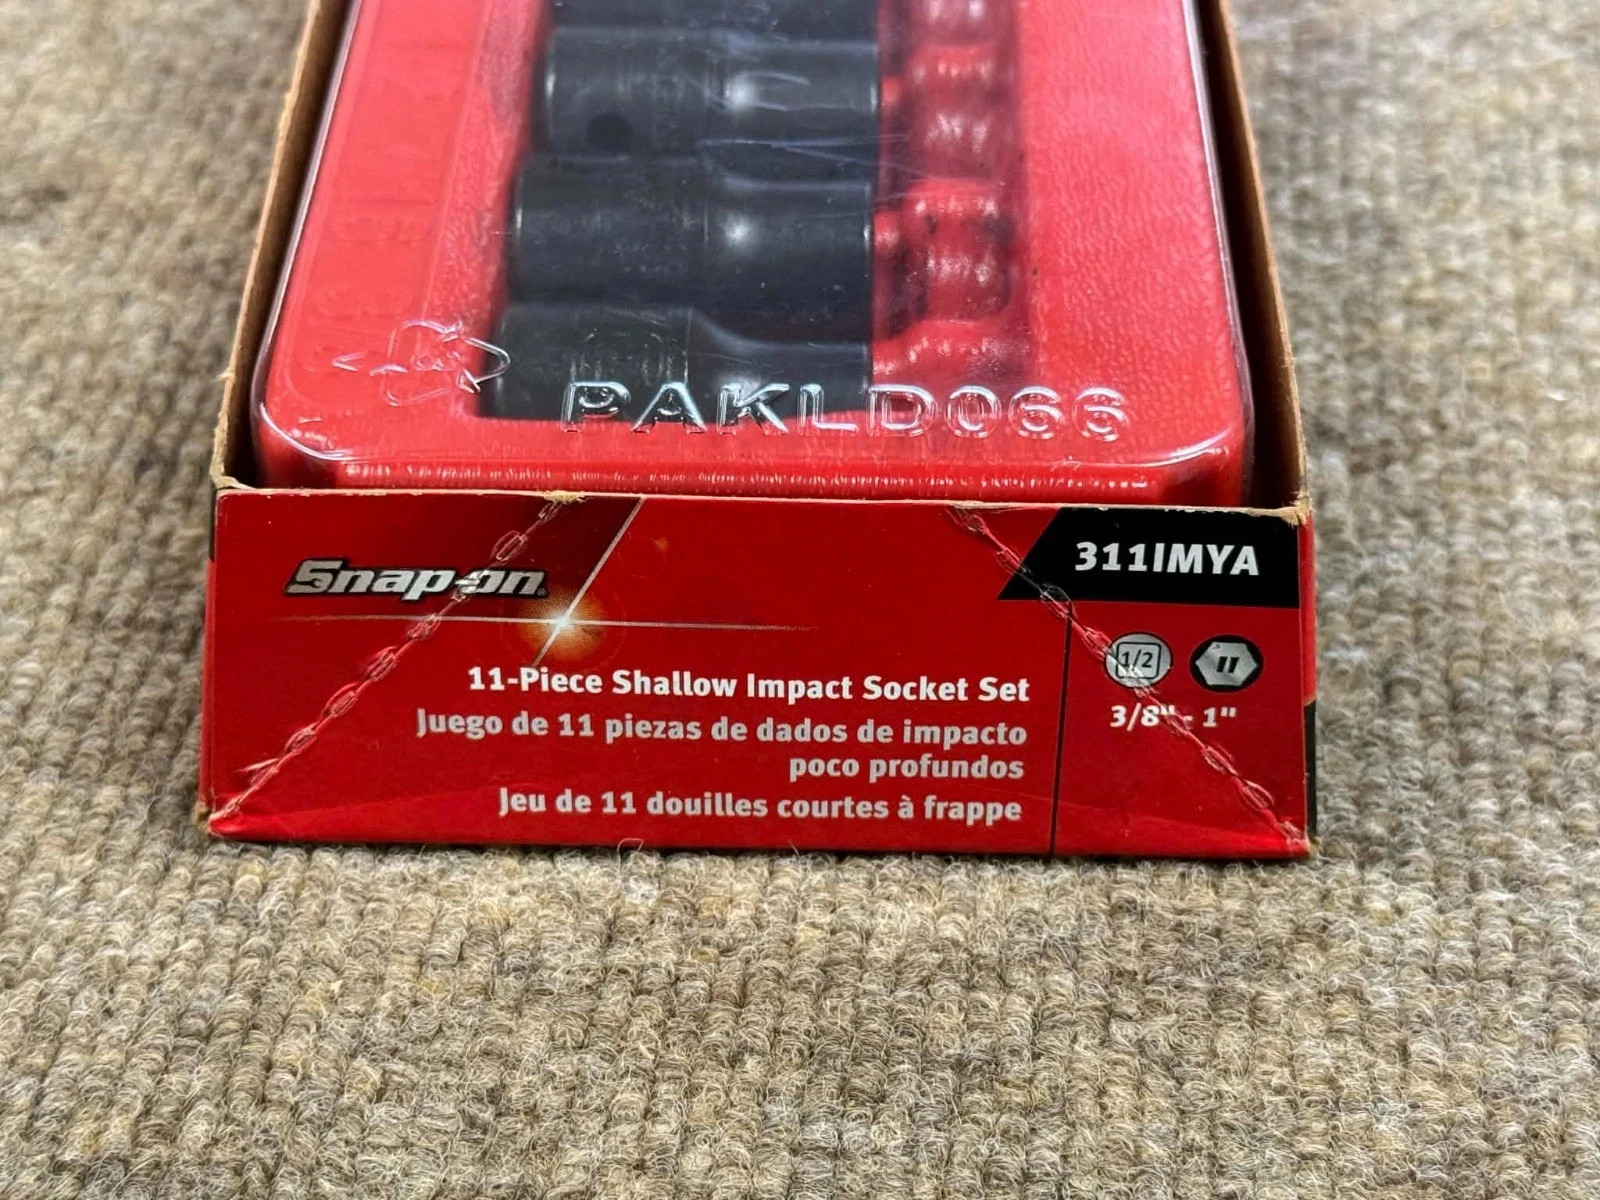 PAKLD066
Snap-on
311IMYA
1/2
"
3/8" - 1"
11-Piece Shallow Impact Socket Set
Juego de 11 piezas de dados de impacto
poco profundos
Jeu de 11 douilles courtes à frappe